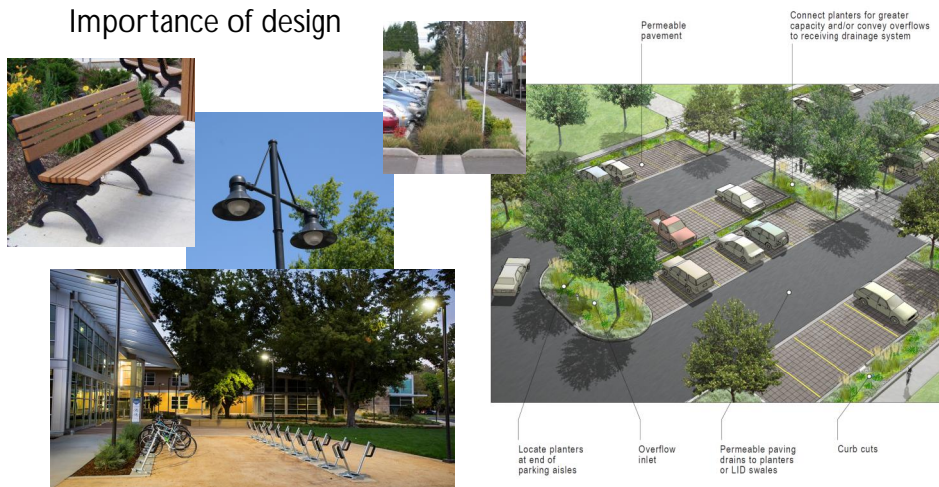 Importance of design
Permeable
pavement
Connect planters for greater
capacity and/or convey overflows
to receiving drainage system
Locate planters
at end of
parking aisles
Overflow
inlet
Permeable paving
drains to planters
or LID swales
Curb cuts